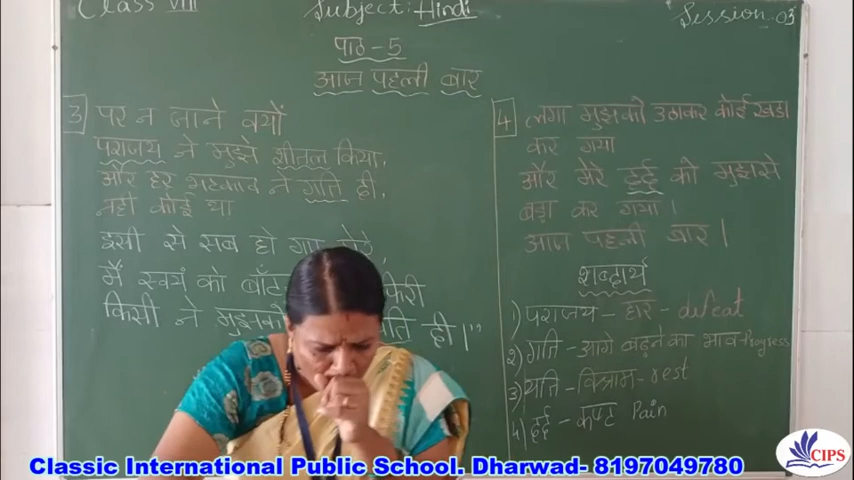 Class VIII
Subject: Hindi
Session-03
पाठ-5
आज पहली बार
3
पर न जाने क्यों
पराजय ने मुझे शीतल किया,
और हर भटकाव ने गति दी,
नहीं कोई था
इसी से सब हो गए मेरे,
मैं स्वयं को बाँट फेरी
किसी ने मुझको यति दी।"
4
लगा मुझको उठाकर कोई खडा
कर गया
और मेरे दर्द को मुझसे
बड़ा कर गया।
आज पहली बार।
शब्दार्थ
1) पराजय - हार - defeat
2) गति - आगे बढ़ने का भाव-Progress
3) यति - विश्राम - rest
4) दर्द - कष्ट Pain
CIPS
Classic International Public School. Dharwad- 8197049780